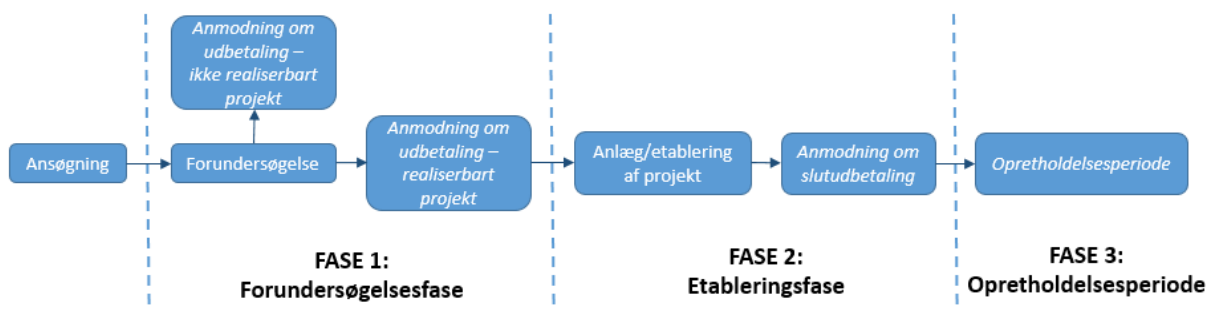 Ansøgning
Anmodning om
udbetaling –
ikke realiserbart
projekt
Forundersøgelse
Anmodning om
udbetaling –
realiserbart
projekt
Anlæg/etablering
af projekt
Anmodning om
slutudbetaling
Opretholdelsesperiode
FASE 1:
Forundersøgelsesfase
FASE 2:
Etableringsfase
FASE 3:
Opretholdelsesperiode